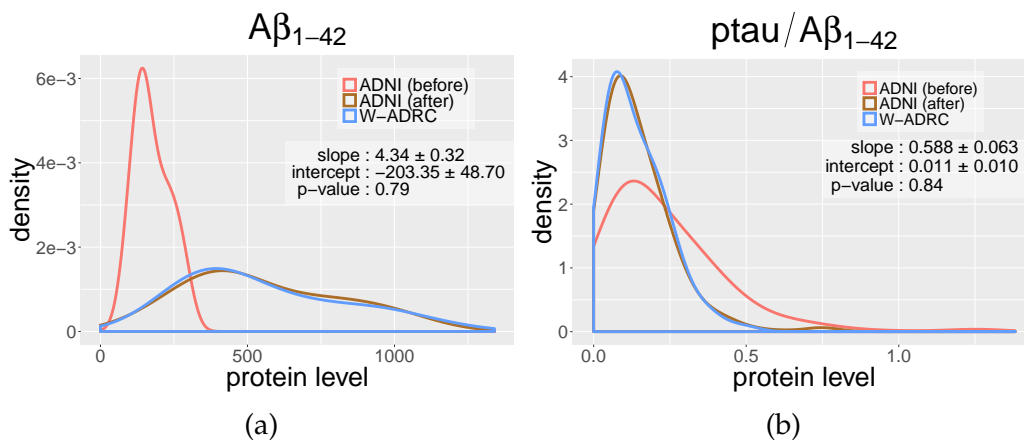 Aβ1−42
density
6e−3
4e−3
2e−3
0
ADNI (before)
ADNI (after)
W−ADRC
slope : 4.34 ± 0.32
intercept : −203.35 ± 48.70
p−value : 0.79
0
500
1000
protein level
(a)
ptau/Aβ1−42
density
4
3
2
1
0
ADNI (before)
ADNI (after)
W−ADRC
slope : 0.588 ± 0.063
intercept : 0.011 ± 0.010
p−value : 0.84
0.0
0.5
1.0
protein level
(b)